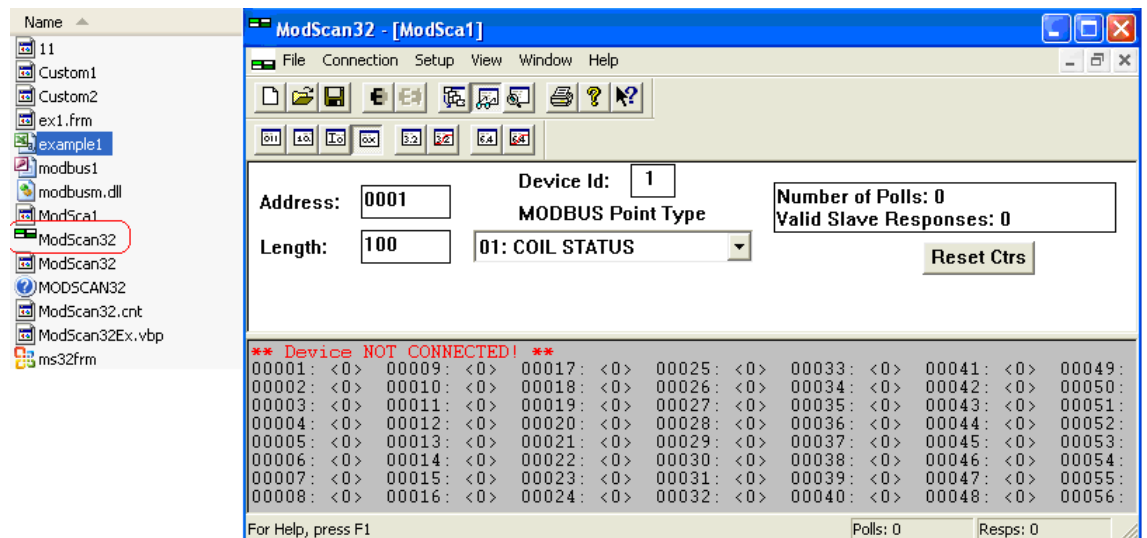 Name
11
Custom1
Custom2
ex1.frm
example1
modbus1
modbusm.dll
ModSca1
ModScan32
ModScan32
MODSCAN32
ModScan32.cnt
ModScan32Ex.vbp
ms32frm
ModScan32 - [ModSca1]
File Connection Setup View Window Help
Device Id: 1
Address: 0001
MODBUS Point Type
Number of Polls: 0
Valid Slave Responses: 0
Length: 100
01: COIL STATUS
Reset Ctrs
** Device NOT CONNECTED! **
00001: <0> 00009: <0> 00017: <0> 00025: <0> 00033: <0> 00041: <0> 00049:
00002: <0> 00010: <0> 00018: <0> 00026: <0> 00034: <0> 00042: <0> 00050:
00003: <0> 00011: <0> 00019: <0> 00027: <0> 00035: <0> 00043: <0> 00051:
00004: <0> 00012: <0> 00020: <0> 00028: <0> 00036: <0> 00044: <0> 00052:
00005: <0> 00013: <0> 00021: <0> 00029: <0> 00037: <0> 00045: <0> 00053:
00006: <0> 00014: <0> 00022: <0> 00030: <0> 00038: <0> 00046: <0> 00054:
00007: <0> 00015: <0> 00023: <0> 00031: <0> 00039: <0> 00047: <0> 00055:
00008: <0> 00016: <0> 00024: <0> 00032: <0> 00040: <0> 00048: <0> 00056:
For Help, press F1
Polls: 0
Resps: 0